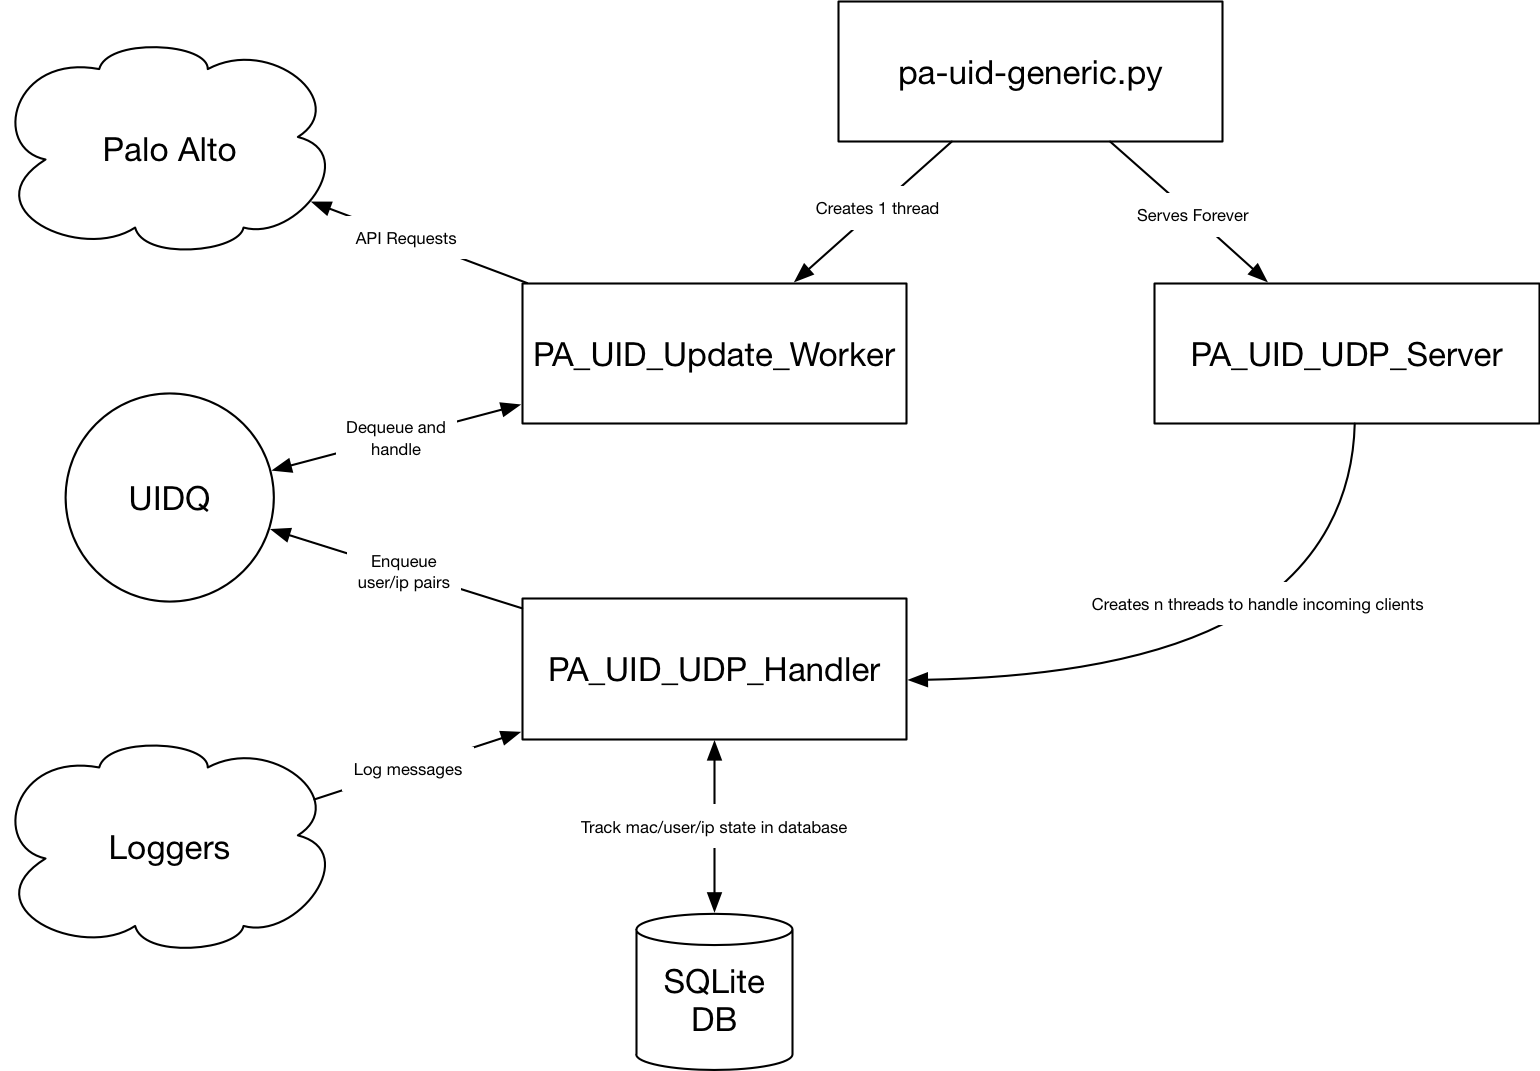 pa-uid-generic.py
Palo Alto
Creates 1 thread
Serves Forever
API Requests
PA_UID_Update_Worker
PA_UID_UDP_Server
Dequeue and
handle
UIDQ
Enqueue
user/ip pairs
Creates n threads to handle incoming clients
PA_UID_UDP_Handler
Log messages
Track mac/user/ip state in database
Loggers
SQLite
DB